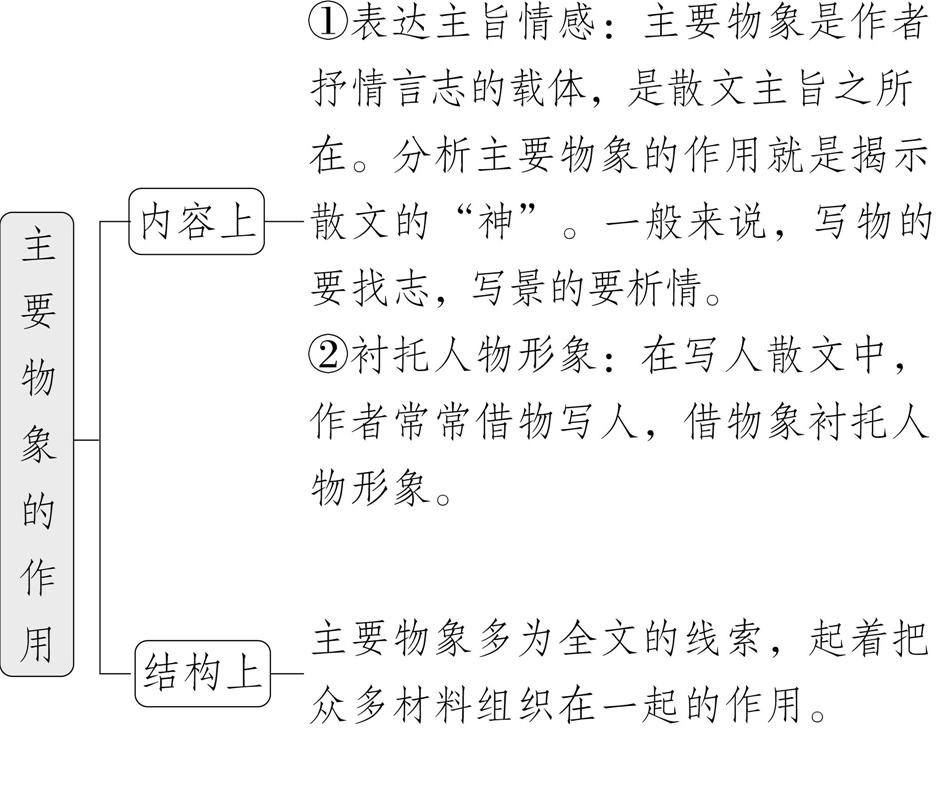 主要物象的作用
内容上
①表达主旨情感：主要物象是作者
抒情言志的载体，是散文主旨之所
在。分析主要物象的作用就是揭示
散文的“神”。一般来说，写物的
要找志，写景的要析情。
②衬托人物形象：在写人散文中，
作者常常借物写人，借物象衬托人
物形象。
结构上
主要物象多为全文的线索，起着把
众多材料组织在一起的作用。